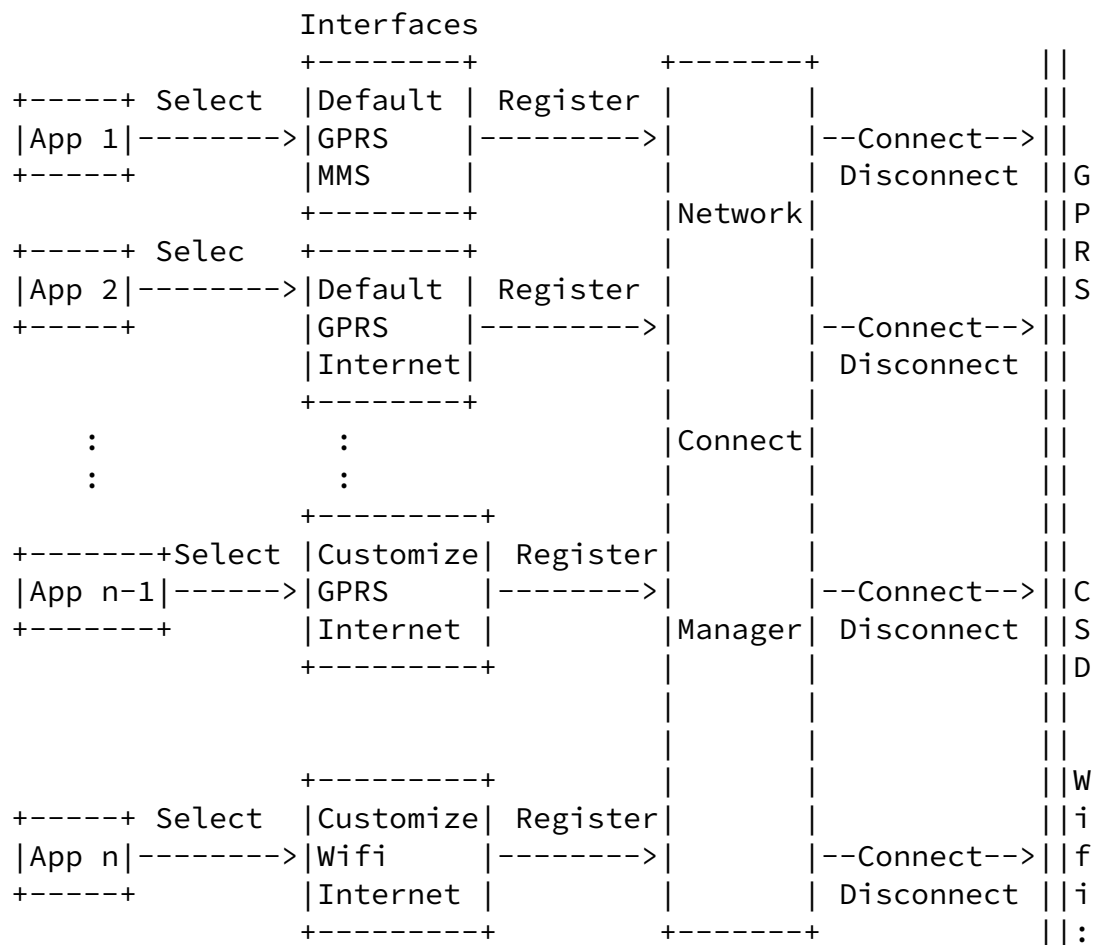 Interfaces
+--------+          +-------+            ||
+-----+ Select  |Default | Register |       |            ||
|App 1|-------->|GPRS    |--------->|       |--Connect-->||
+-----+         |MMS     |          |       | Disconnect ||G
+--------+          |Network|            ||P
+-----+ Selec   +--------+          |       |            ||R
|App 2|-------->|Default | Register |       |            ||S
+-----+         |GPRS    |--------->|       |--Connect-->||
|Internet|          |       | Disconnect ||
+--------+          |       |            ||
:             :                 |Connect|            ||
:             :                 |       |            ||
+---------+         |       |            ||
+-------+Select |Customize| Register|       |            ||
|App n-1|------>|GPRS     |-------->|       |--Connect-->||C
+-------+       |Internet |         |Manager| Disconnect ||S
+---------+         |       |            ||D
|       |            ||
|       |            ||
+---------+         |       |            ||W
+-----+ Select  |Customize| Register|       |            ||i
|App n|-------->|Wifi     |-------->|       |--Connect-->||f
+-----+         |Internet |         |       | Disconnect ||i
+---------+         +-------+            ||: